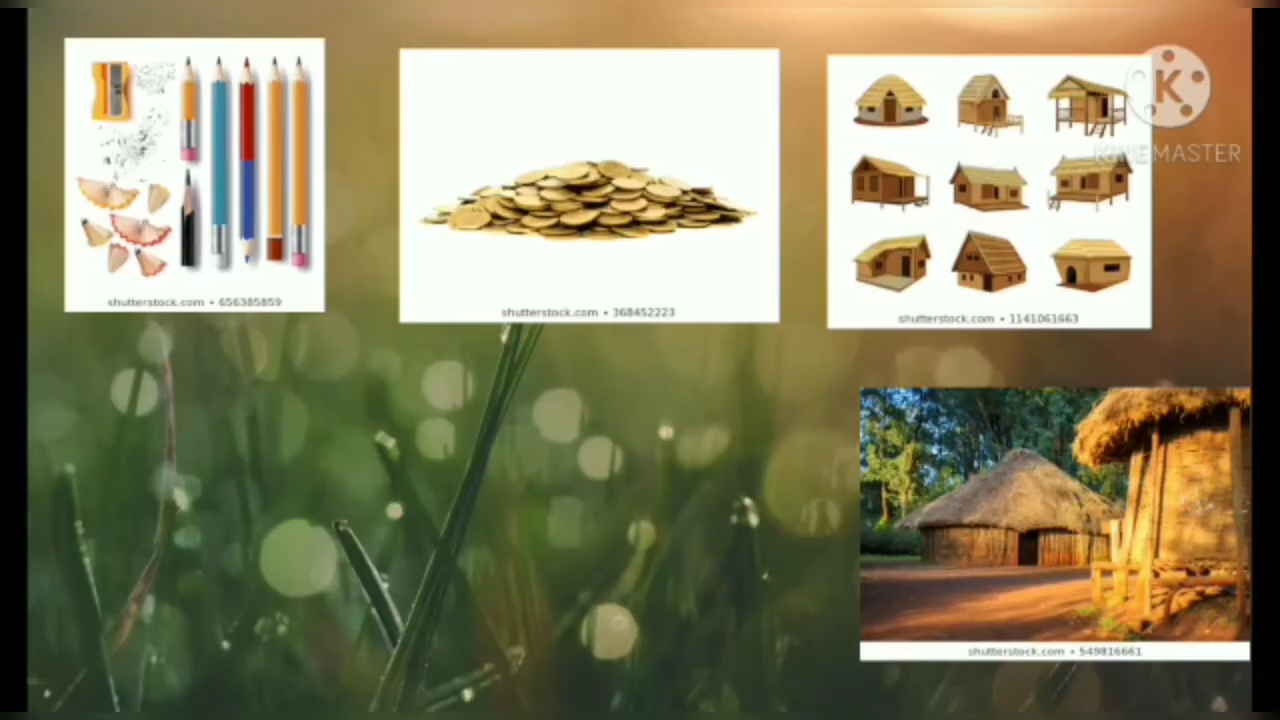 K
KINEMASTER
shutterstock.com • 656385859
shutterstock.com • 368452223
shutterstock.com • 1141061663
shutterstock.com • 549816661